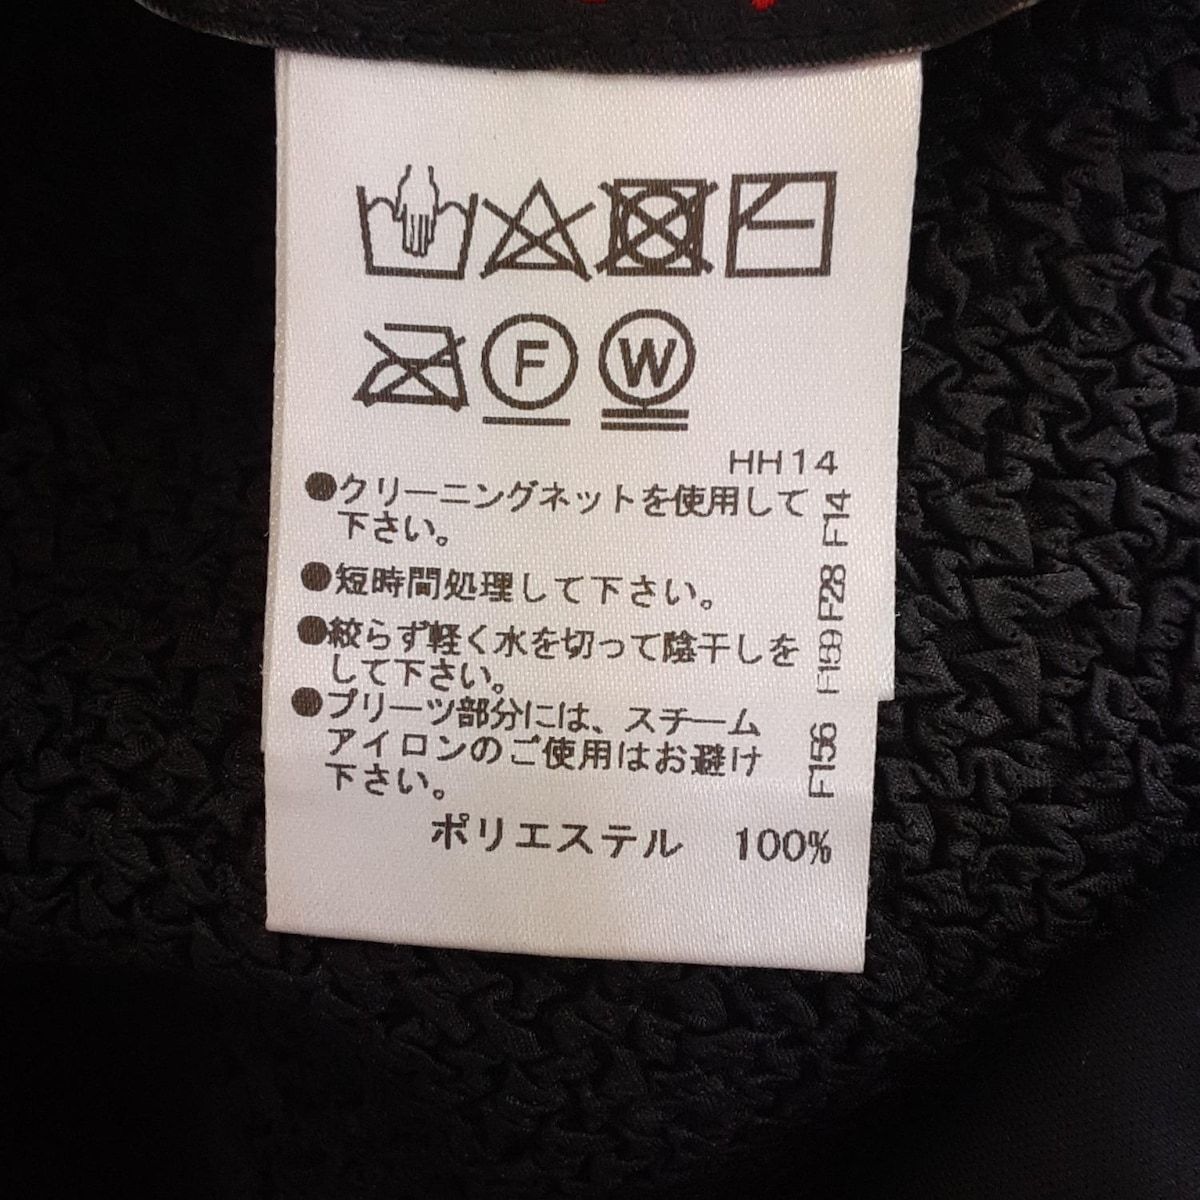 F
W
HH14
●クリーニングネットを使用して
下さい。
●短時間処理して下さい。
●絞らず軽く水を切って陰干しを
して下さい。
●プリーツ部分には、スチーム
アイロンのご使用はお避け
下さい。
ポリエステル 100%
F156 F159 F28 F14